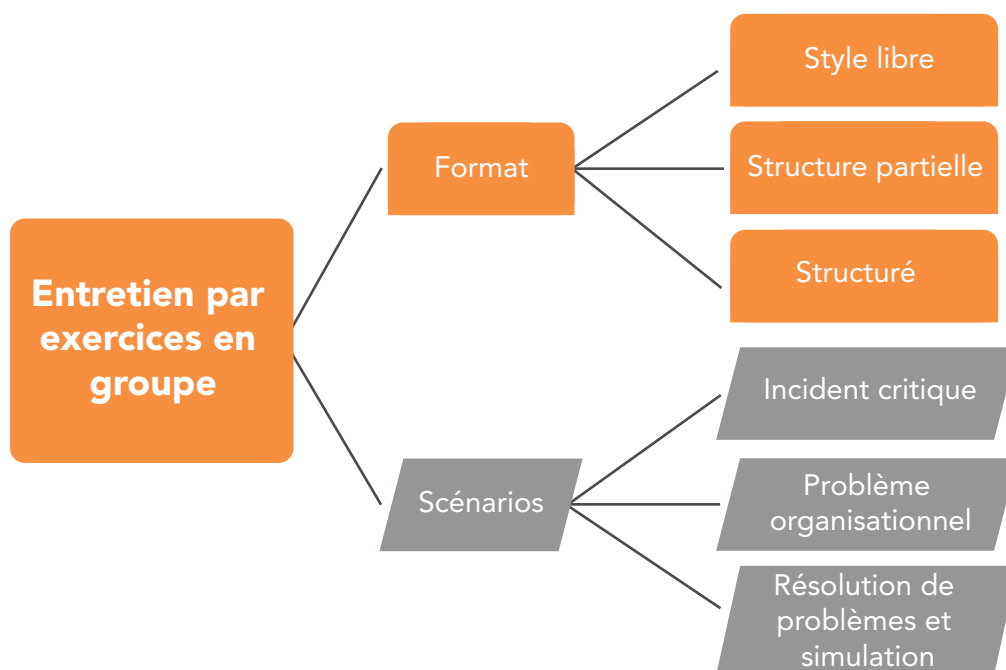 Entretien par
exercices en
groupe
Format
Style libre
Structure partielle
Structuré
Scénarios
Incident critique
Problème
organisationnel
Résolution de
problèmes et
simulation